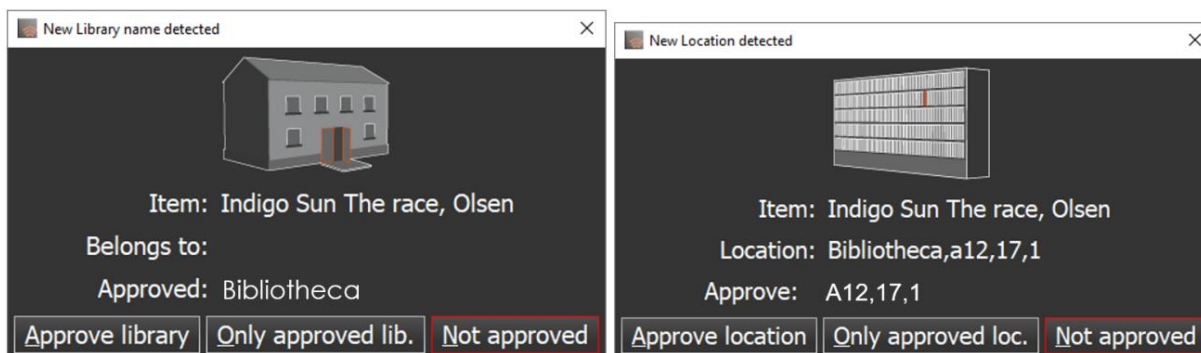 New Library name detected
Item: Indigo Sun The race, Olsen
Belongs to:
Approved: Bibliotheca
Approve library Only approved lib. Not approved
New Location detected
Item: Indigo Sun The race, Olsen
Location: Bibliotheca,a12,17,1
Approve: A12,17,1
Approve location Only approved loc. Not approved